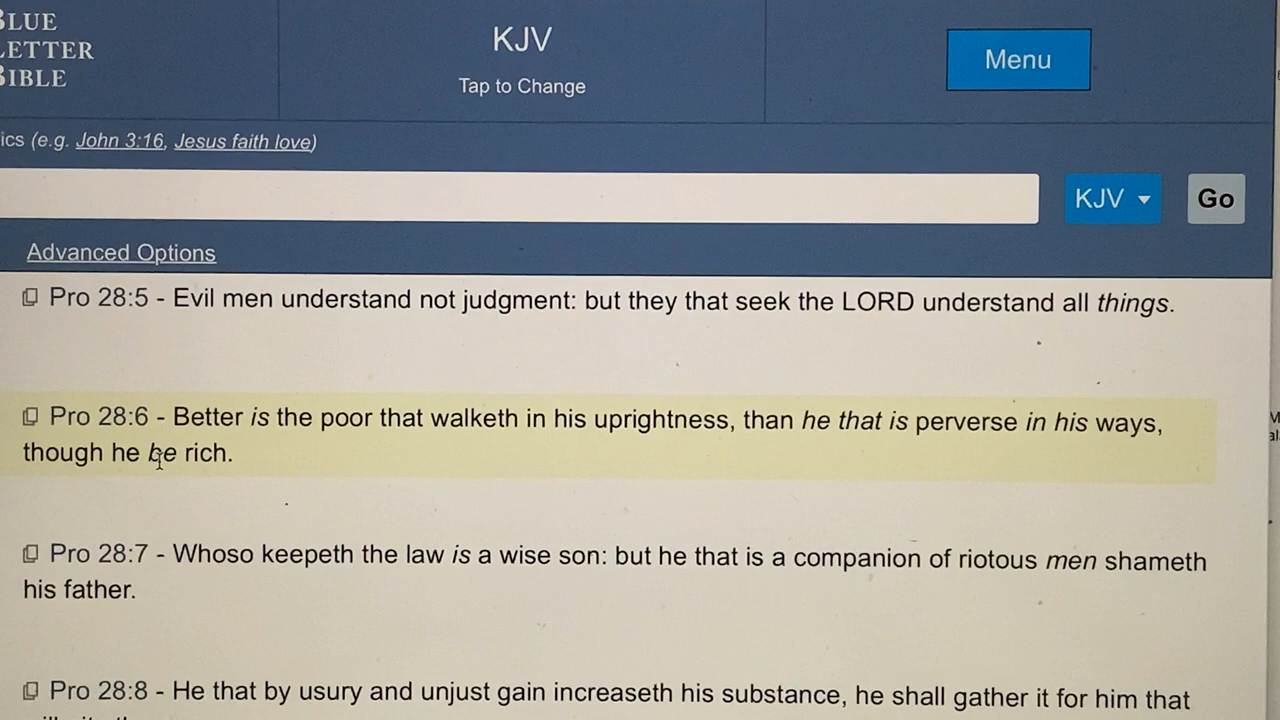 BLUE
LETTER
BIBLE
KJV
Tap to Change
Menu
ics (e.g. John 3:16, Jesus faith love)
KJV
Go
Advanced Options
Pro 28:5 - Evil men understand not judgment: but they that seek the LORD understand all things.
Pro 28:6 - Better is the poor that walketh in his uprightness, than he that is perverse in his ways,
though he be rich.
Pro 28:7 - Whoso keepeth the law is a wise son: but he that is a companion of riotous men shameth
his father.
Pro 28:8 - He that by usury and unjust gain increaseth his substance, he shall gather it for him that